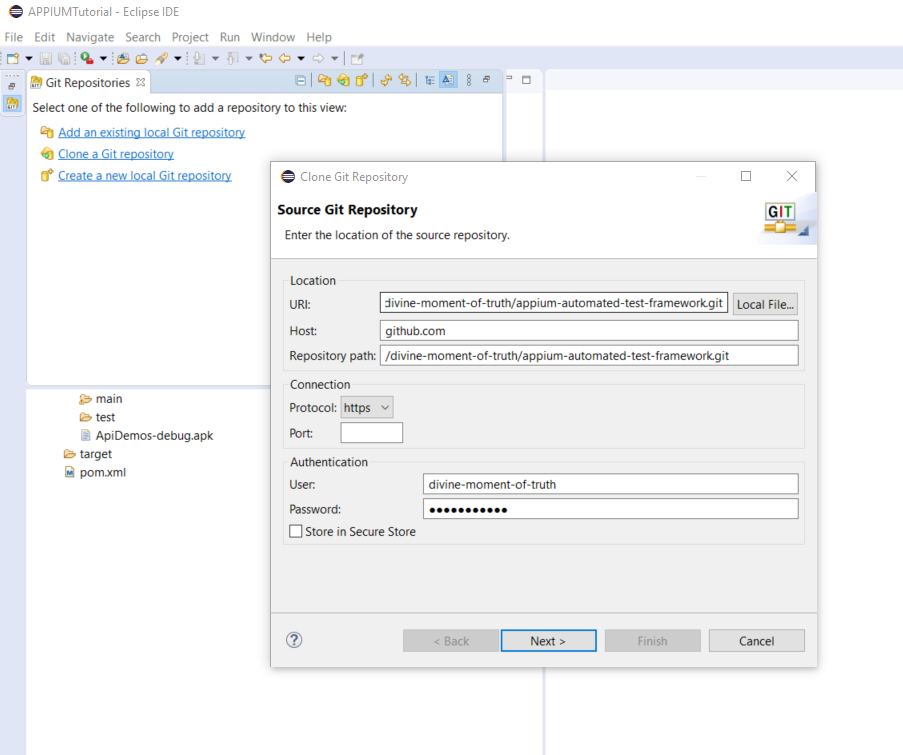 APPIUMTutorial - Eclipse IDE
File Edit Navigate Search Project Run Window Help
Git Repositories
Select one of the following to add a repository to this view:
Add an existing local Git repository
Clone a Git repository
Create a new local Git repository
main
test
ApiDemos-debug.apk
target
pom.xml
Clone Git Repository
Source Git Repository
Enter the location of the source repository.
GIT
Location
URI: divine-moment-of-truth/appium-automated-test-framework.git Local File...
Host: github.com
Repository path: /divine-moment-of-truth/appium-automated-test-framework.git
Connection
Protocol: https
Port:
Authentication
User: divine-moment-of-truth
Password: ●●●●●●●●●●●
Store in Secure Store
? < Back Next > Finish Cancel